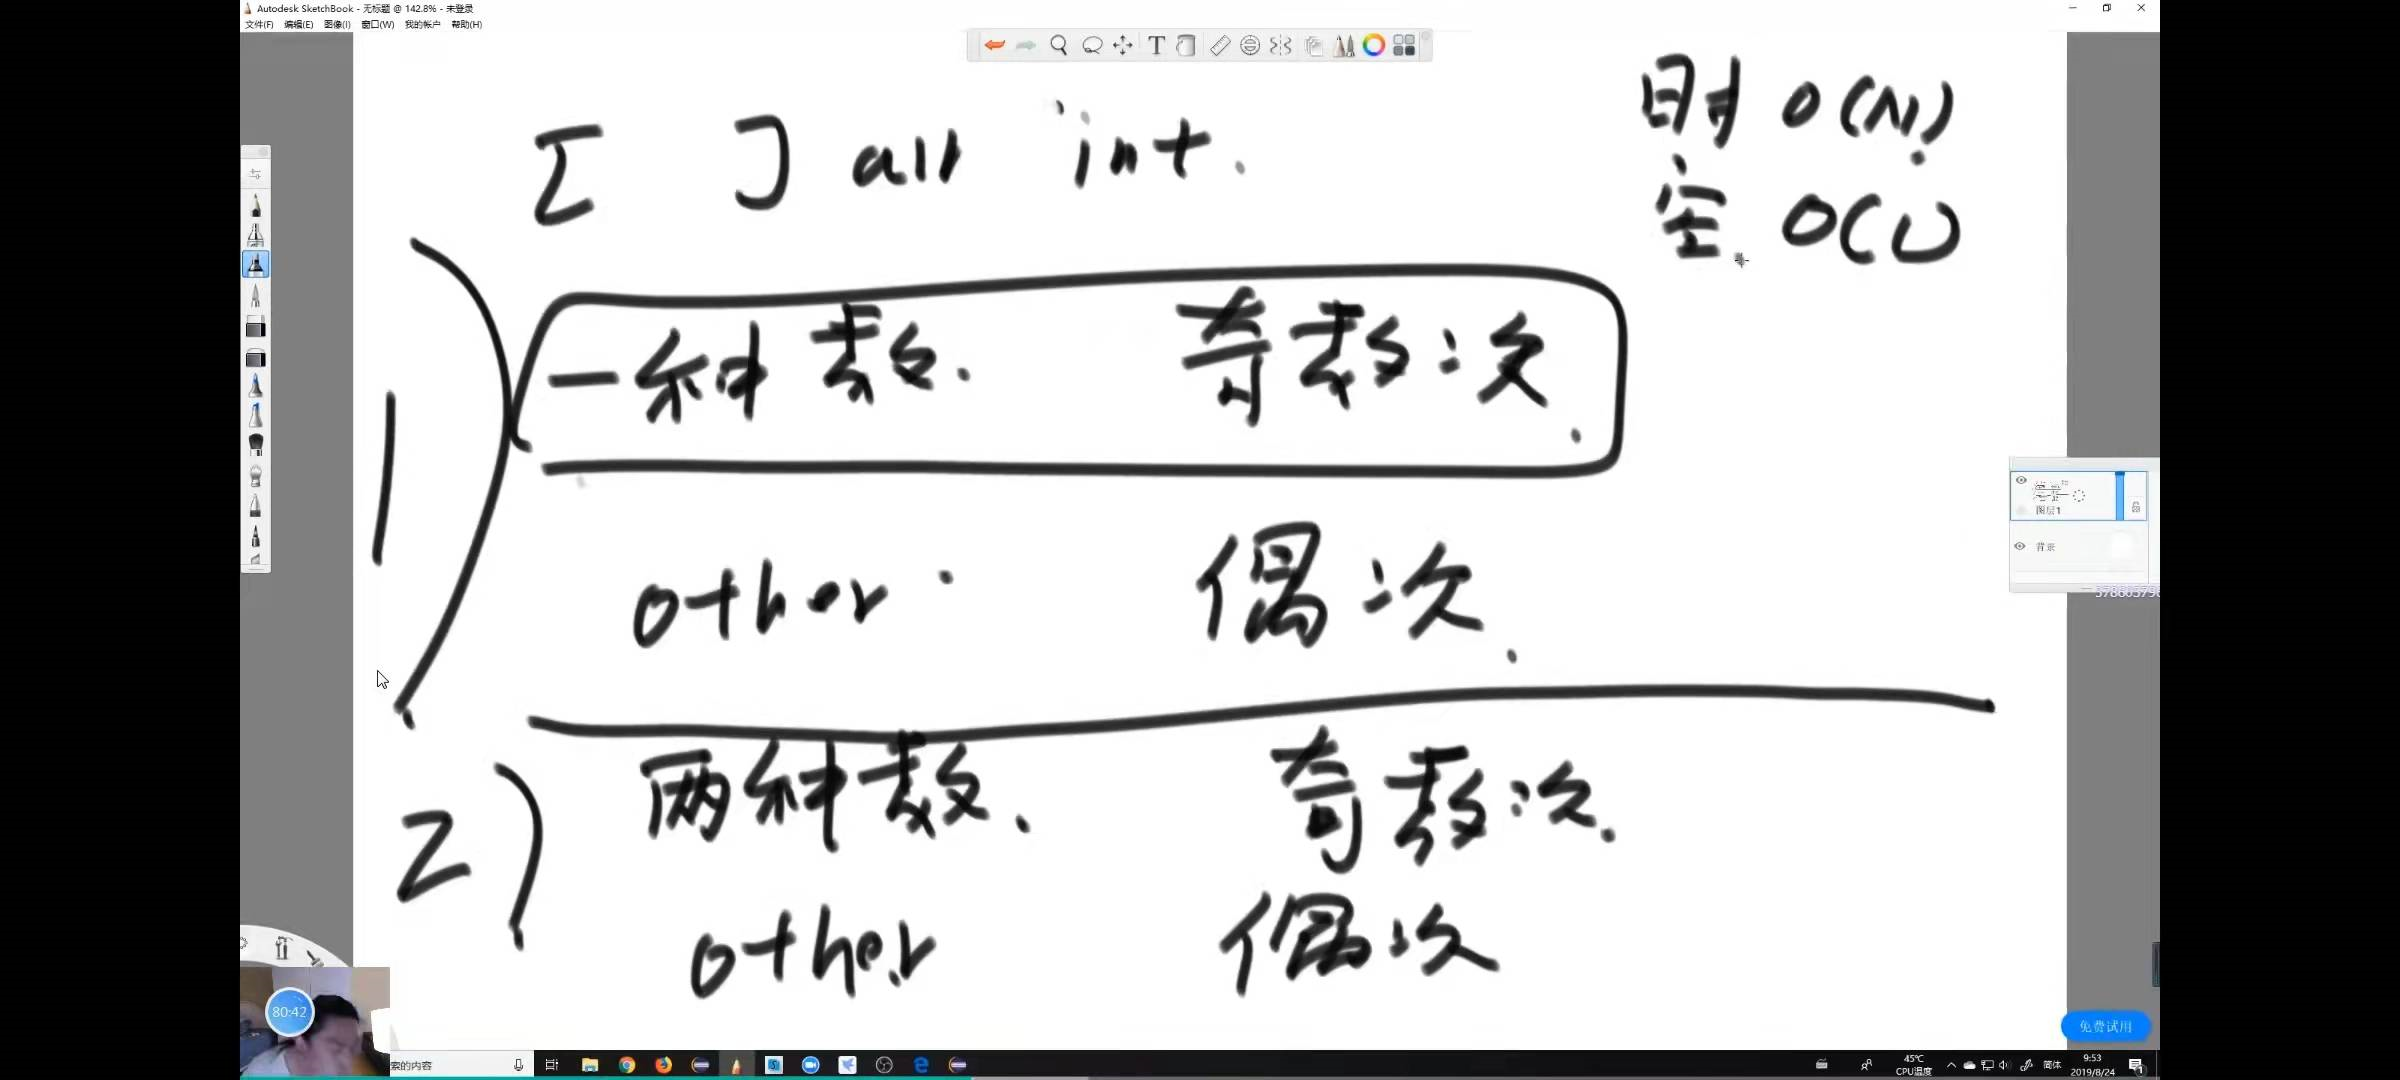 Autodesk SketchBook - 无标题 @ 142.8% - 未登录
文件(F) 编辑(E) 图像(I) 窗口(W) 我的帐户 帮助(H)
[ ] all int.
时 O(N)
空 O(1)
1) 一种数. 奇数次.
other 偶次.
2) 两种数. 奇数次.
other 偶次
图层1
背景
80:42
免费试用
索的内容
45℃
CPU温度
简体
9:53
2019/8/24